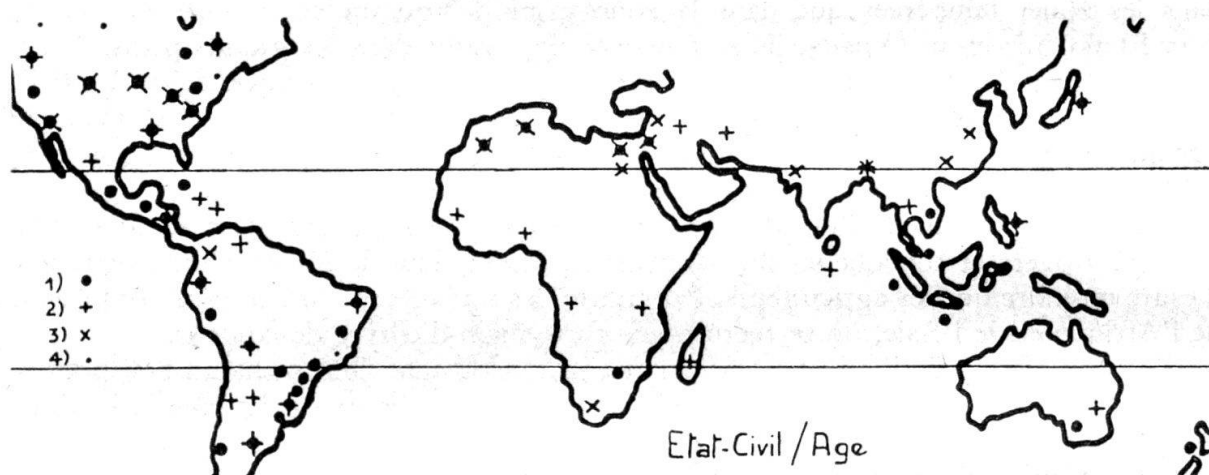 1) •
2) +
3) x
4) •
Etat-Civil / Age